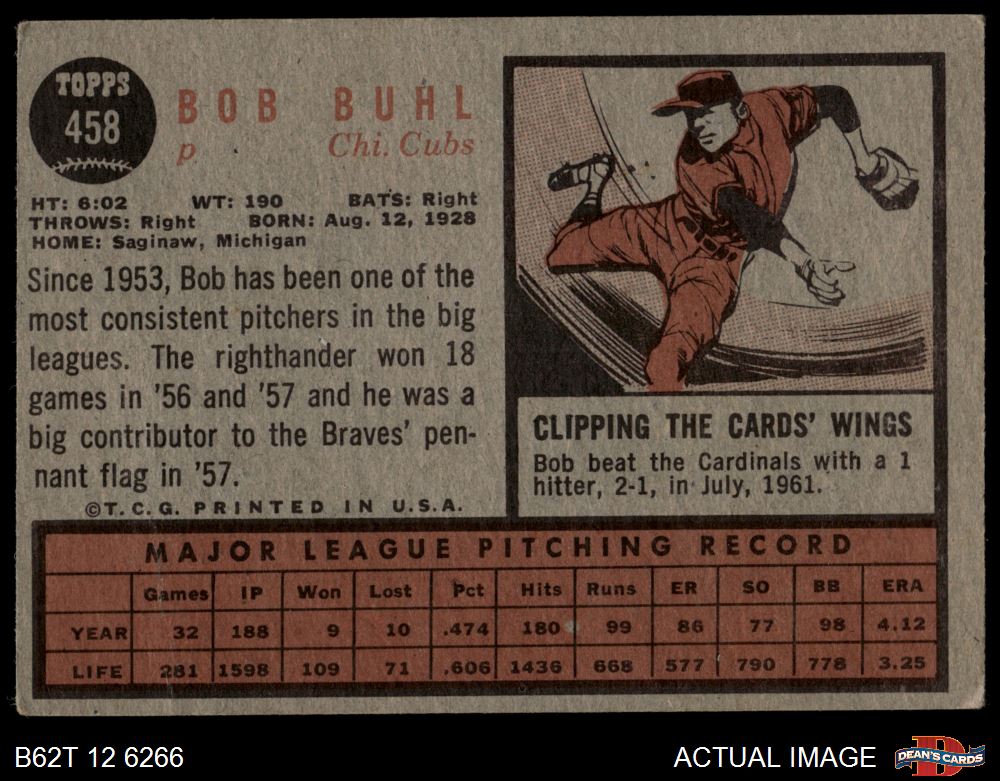 TOPPS
458
BOB BUHL
p Chi. Cubs
HT: 6:02 WT: 190 BATS: Right
THROWS: Right BORN: Aug. 12, 1928
HOME: Saginaw, Michigan
Since 1953, Bob has been one of the
most consistent pitchers in the big
leagues. The righthander won 18
games in '56 and '57 and he was a
big contributor to the Braves' pen-
nant flag in '57.
©T.C.G. PRINTED IN U.S.A.
CLIPPING THE CARDS' WINGS
Bob beat the Cardinals with a 1
hitter, 2-1, in July, 1961.
MAJOR LEAGUE PITCHING RECORD
Games IP Won Lost Pct Hits Runs ER SO BB ERA
YEAR 32 188 9 10 .474 180 99 86 77 98 4.12
LIFE 281 1598 109 71 .606 1436 668 577 790 778 3.25
B62T 12 6266
ACTUAL IMAGE
DEAN'S CARDS